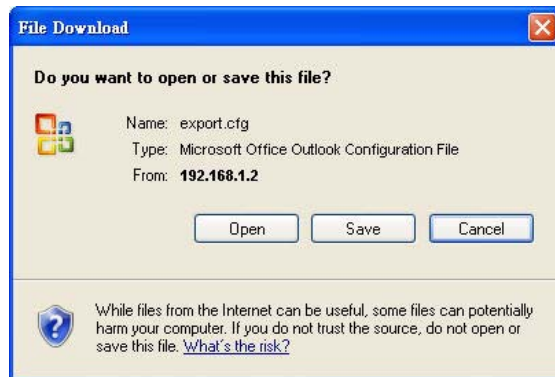 File Download
Do you want to open or save this file?
Name: export.cfg
Type: Microsoft Office Outlook Configuration File
From: 192.168.1.2
Open Save Cancel
While files from the Internet can be useful, some files can potentially
harm your computer. If you do not trust the source, do not open or
save this file. What's the risk?